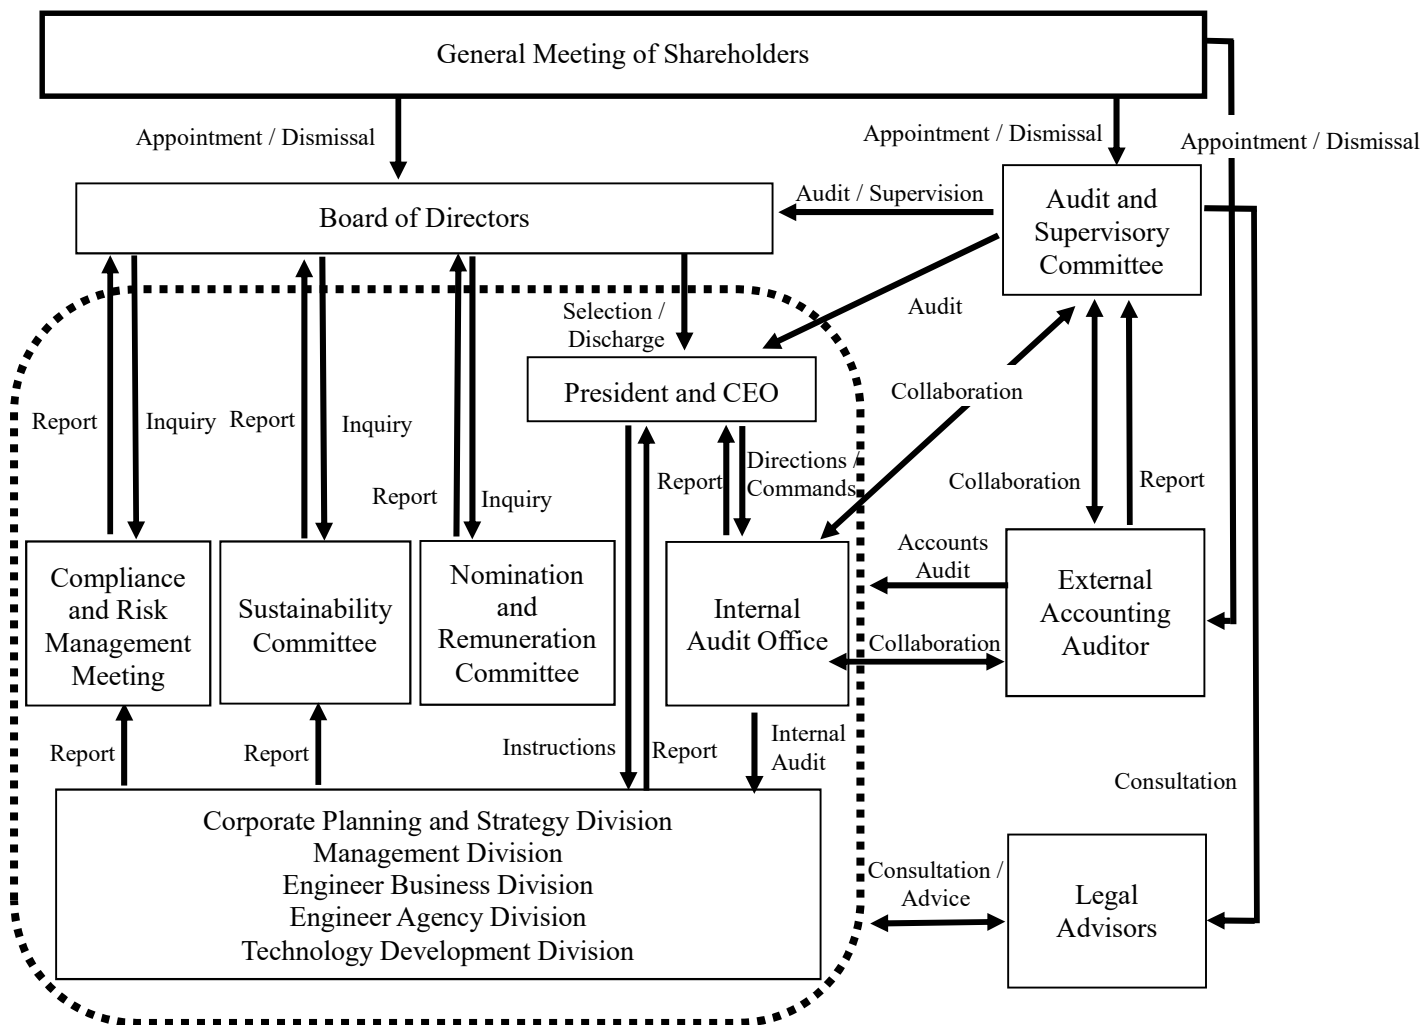 General Meeting of Shareholders
Appointment / Dismissal
Appointment / Dismissal
Appointment / Dismissal
Board of Directors
Audit / Supervision
Audit and
Supervisory
Committee
Selection /
Discharge
Audit
President and CEO
Collaboration
Report
Inquiry
Report
Inquiry
Report
Inquiry
Report
Directions /
Commands
Collaboration
Report
Compliance
and Risk
Management
Meeting
Sustainability
Committee
Nomination
and
Remuneration
Committee
Internal
Audit Office
Accounts
Audit
Collaboration
External
Accounting
Auditor
Report
Report
Instructions
Report
Internal
Audit
Consultation
Corporate Planning and Strategy Division
Management Division
Engineer Business Division
Engineer Agency Division
Technology Development Division
Consultation /
Advice
Legal
Advisors